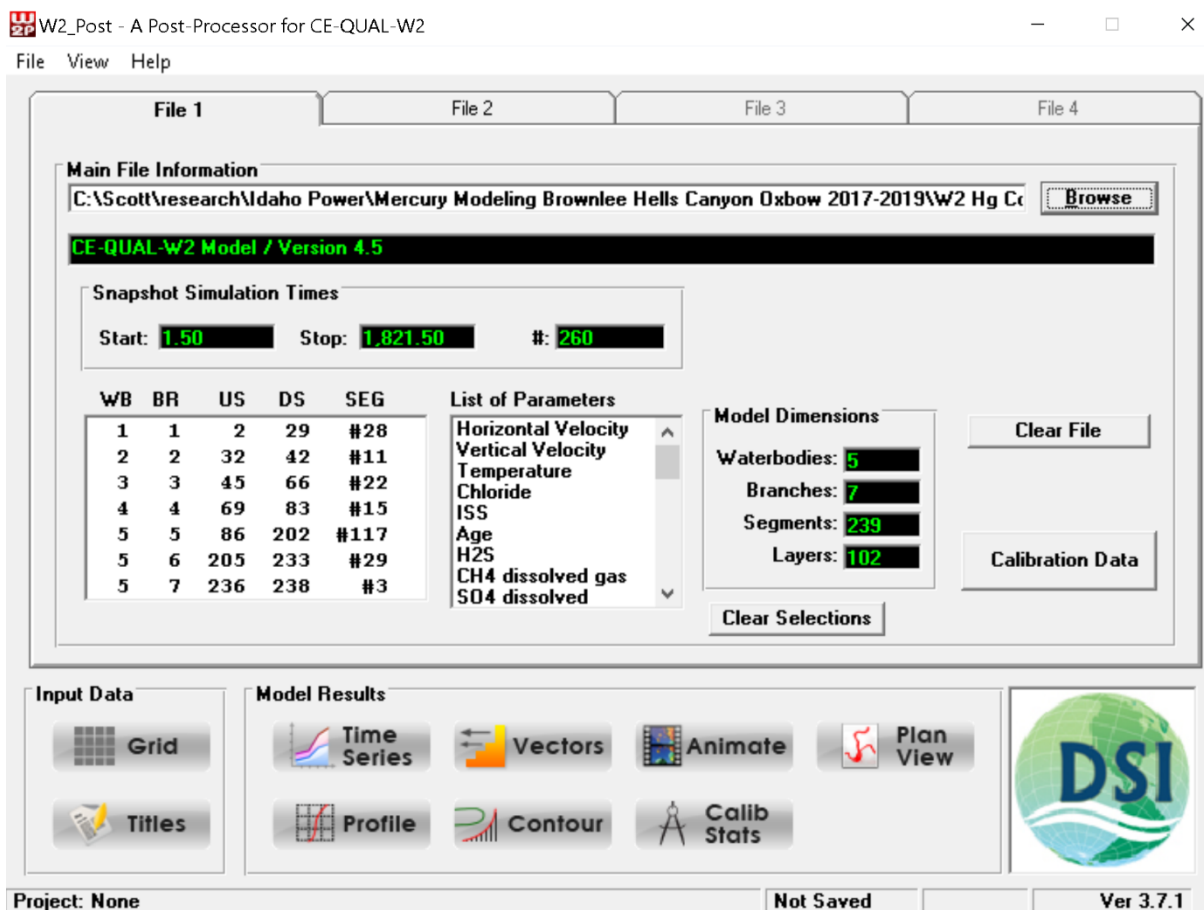 W2_Post - A Post-Processor for CE-QUAL-W2
File View Help
File 1 File 2 File 3 File 4
Main File Information
C:\Scott\research\Idaho Power\Mercury Modeling Brownlee Hells Canyon Oxbow 2017-2019\W2 Hg Browse
CE-QUAL-W2 Model / Version 4.5
Snapshot Simulation Times
Start: 1.50 Stop: 1,821.50 #: 260
WB BR US DS SEG
1 1 2 29 #28
2 2 32 42 #11
3 3 45 66 #22
4 4 69 83 #15
5 5 86 202 #117
5 6 205 233 #29
5 7 236 238 #3
List of Parameters
Horizontal Velocity
Vertical Velocity
Temperature
Chloride
ISS
Age
H2S
CH4 dissolved gas
SO4 dissolved
Model Dimensions
Waterbodies: 5
Branches: 7
Segments: 239
Layers: 102
Clear Selections
Clear File
Calibration Data
Input Data
Grid
Titles
Model Results
Time Series
Vectors
Animate
Plan View
Profile
Contour
Calib Stats
W2P
DSI
Project: None Not Saved Ver 3.7.1